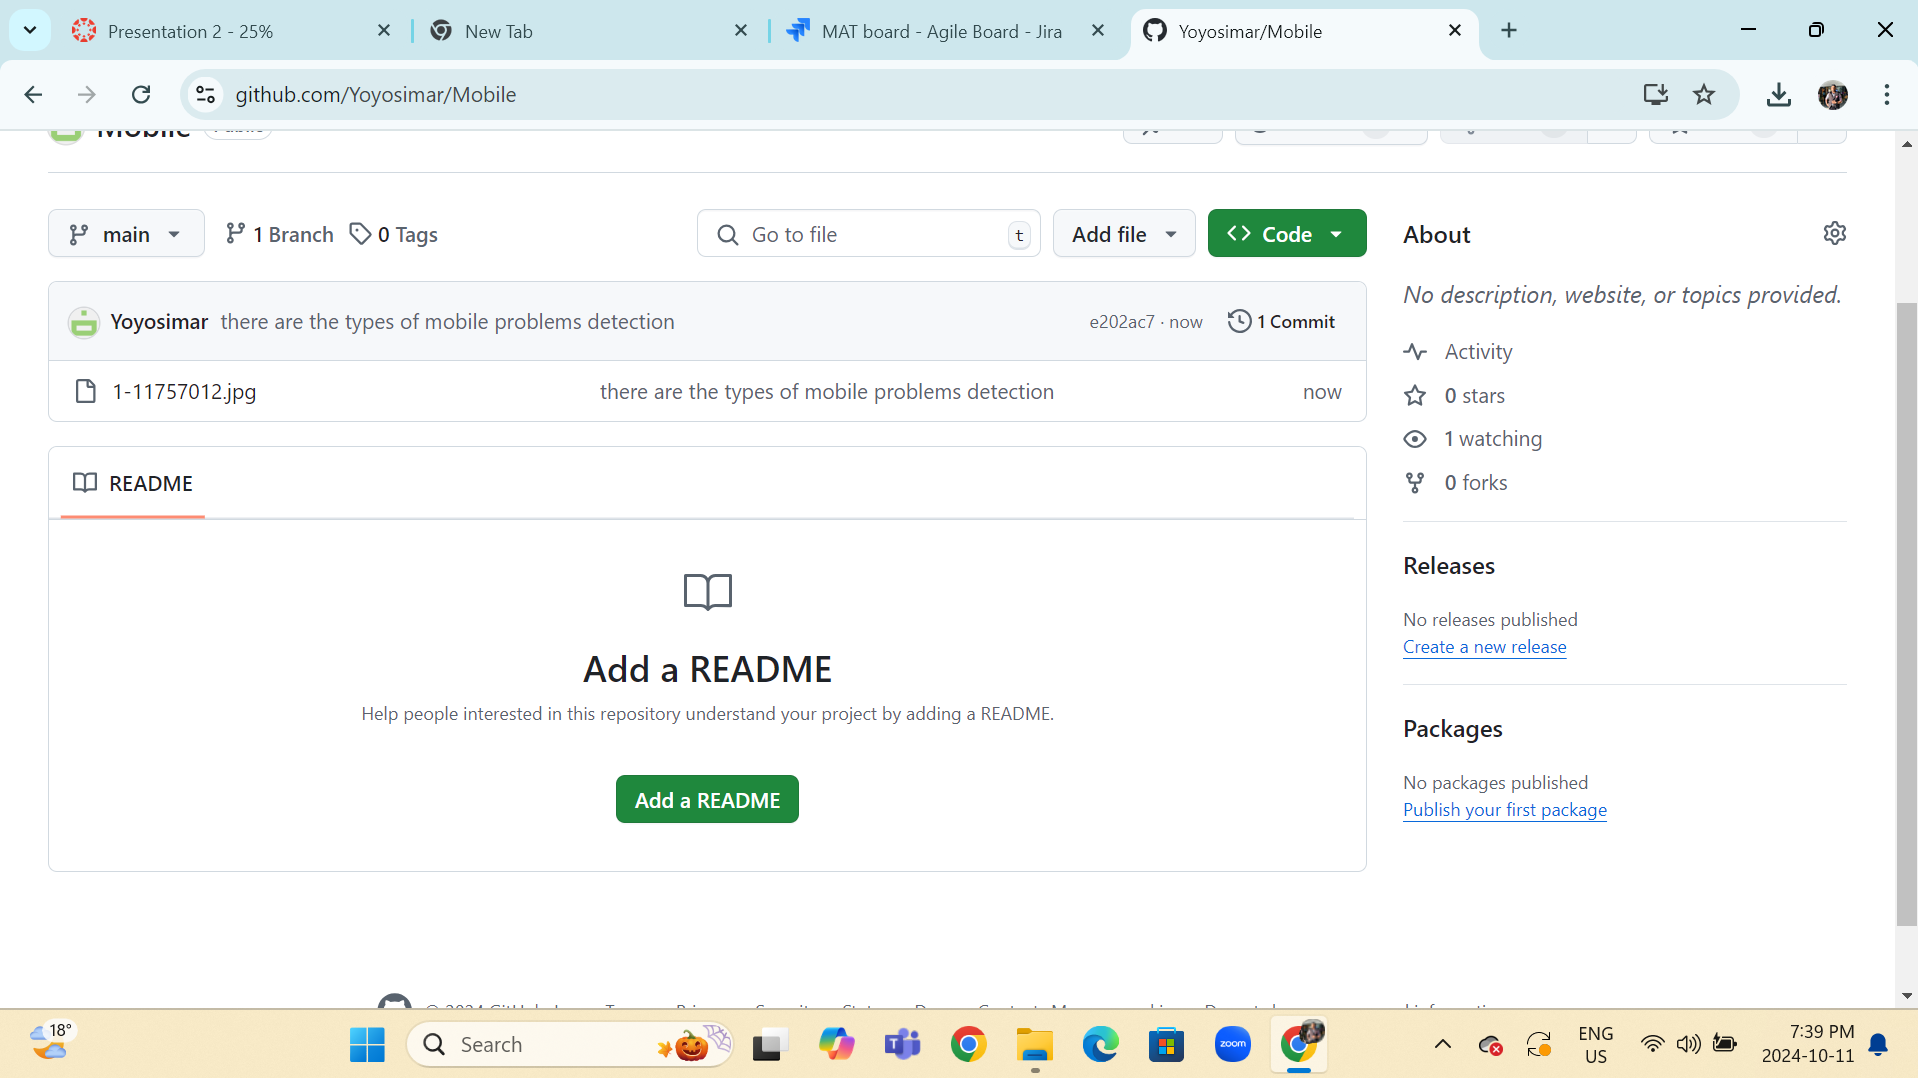 Presentation 2 - 25%
New Tab
MAT board - Agile Board - Jira
Yoyosimar/Mobile
github.com/Yoyosimar/Mobile
Mobile Public
main
1 Branch
0 Tags
Go to file
t
Add file
Code
Yoyosimar there are the types of mobile problems detection
e202ac7 · now
1 Commit
1-11757012.jpg
there are the types of mobile problems detection
now
README
Add a README
Help people interested in this repository understand your project by adding a README.
Add a README
About
No description, website, or topics provided.
Activity
0 stars
1 watching
0 forks
Releases
No releases published
Create a new release
Packages
No packages published
Publish your first package
18°
Search
zoom
ENG
US
7:39 PM
2024-10-11